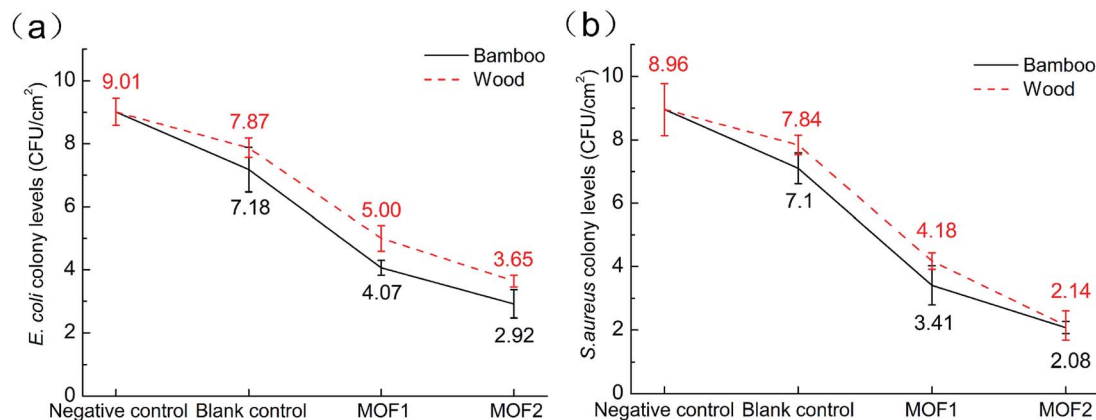 (a)
Bamboo
Wood
E. coli colony levels (CFU/cm²)
10
8
6
4
2
0
9.01
7.87
7.18
5.00
4.07
3.65
2.92
Negative control
Blank control
MOF1
MOF2
(b)
Bamboo
Wood
S.aureus colony levels (CFU/cm²)
10
8
6
4
2
0
8.96
7.84
7.1
4.18
3.41
2.14
2.08
Negative control
Blank control
MOF1
MOF2